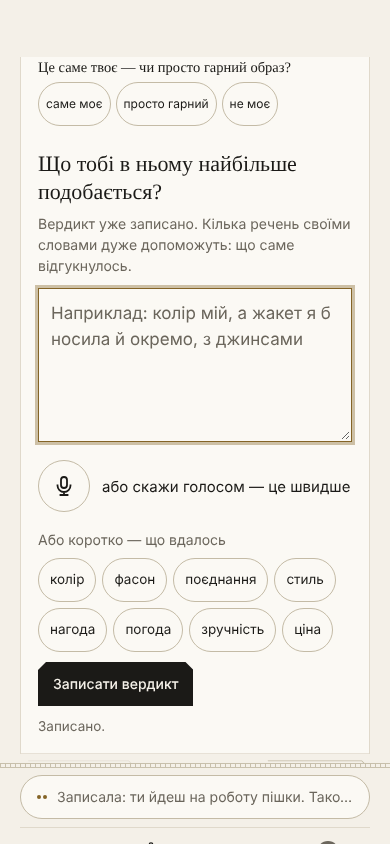 Це саме твоє — чи просто гарний образ?
саме моє просто гарний не моє
Що тобі в ньому найбільше
подобається?
Вердикт уже записано. Кілька речень своїми
словами дуже допоможуть: що саме
відгукнулось.
Наприклад: колір мій, а жакет я б
носила й окремо, з джинсами
або скажи голосом — це швидше
Або коротко — що вдалось
колір фасон поєднання стиль
нагода погода зручність ціна
Записати вердикт
Записано.
Записала: ти йдеш на роботу пішки. Тако...